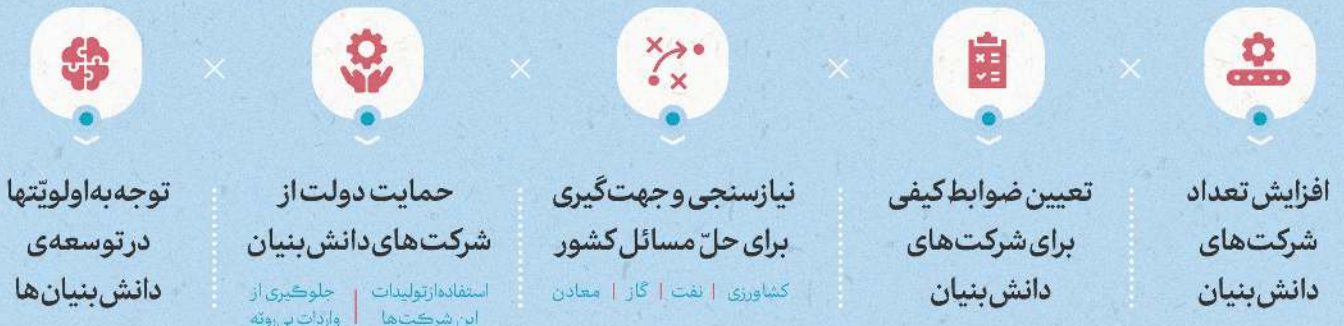 افزایش تعداد
شرکت‌های
دانش‌بنیان
تعیین ضوابط کیفی
برای شرکت‌های
دانش‌بنیان
نیازسنجی و جهت‌گیری
برای حلّ مسائل کشور
کشاورزی | نفت | گاز | معادن
حمایت دولت از
شرکت‌های دانش‌بنیان
استفاده از تولیدات
این شرکت‌ها
جلوگیری از
واردات بی‌رویّه
توجه به اولویّتها
در توسعه‌ی
دانش‌بنیان‌ها